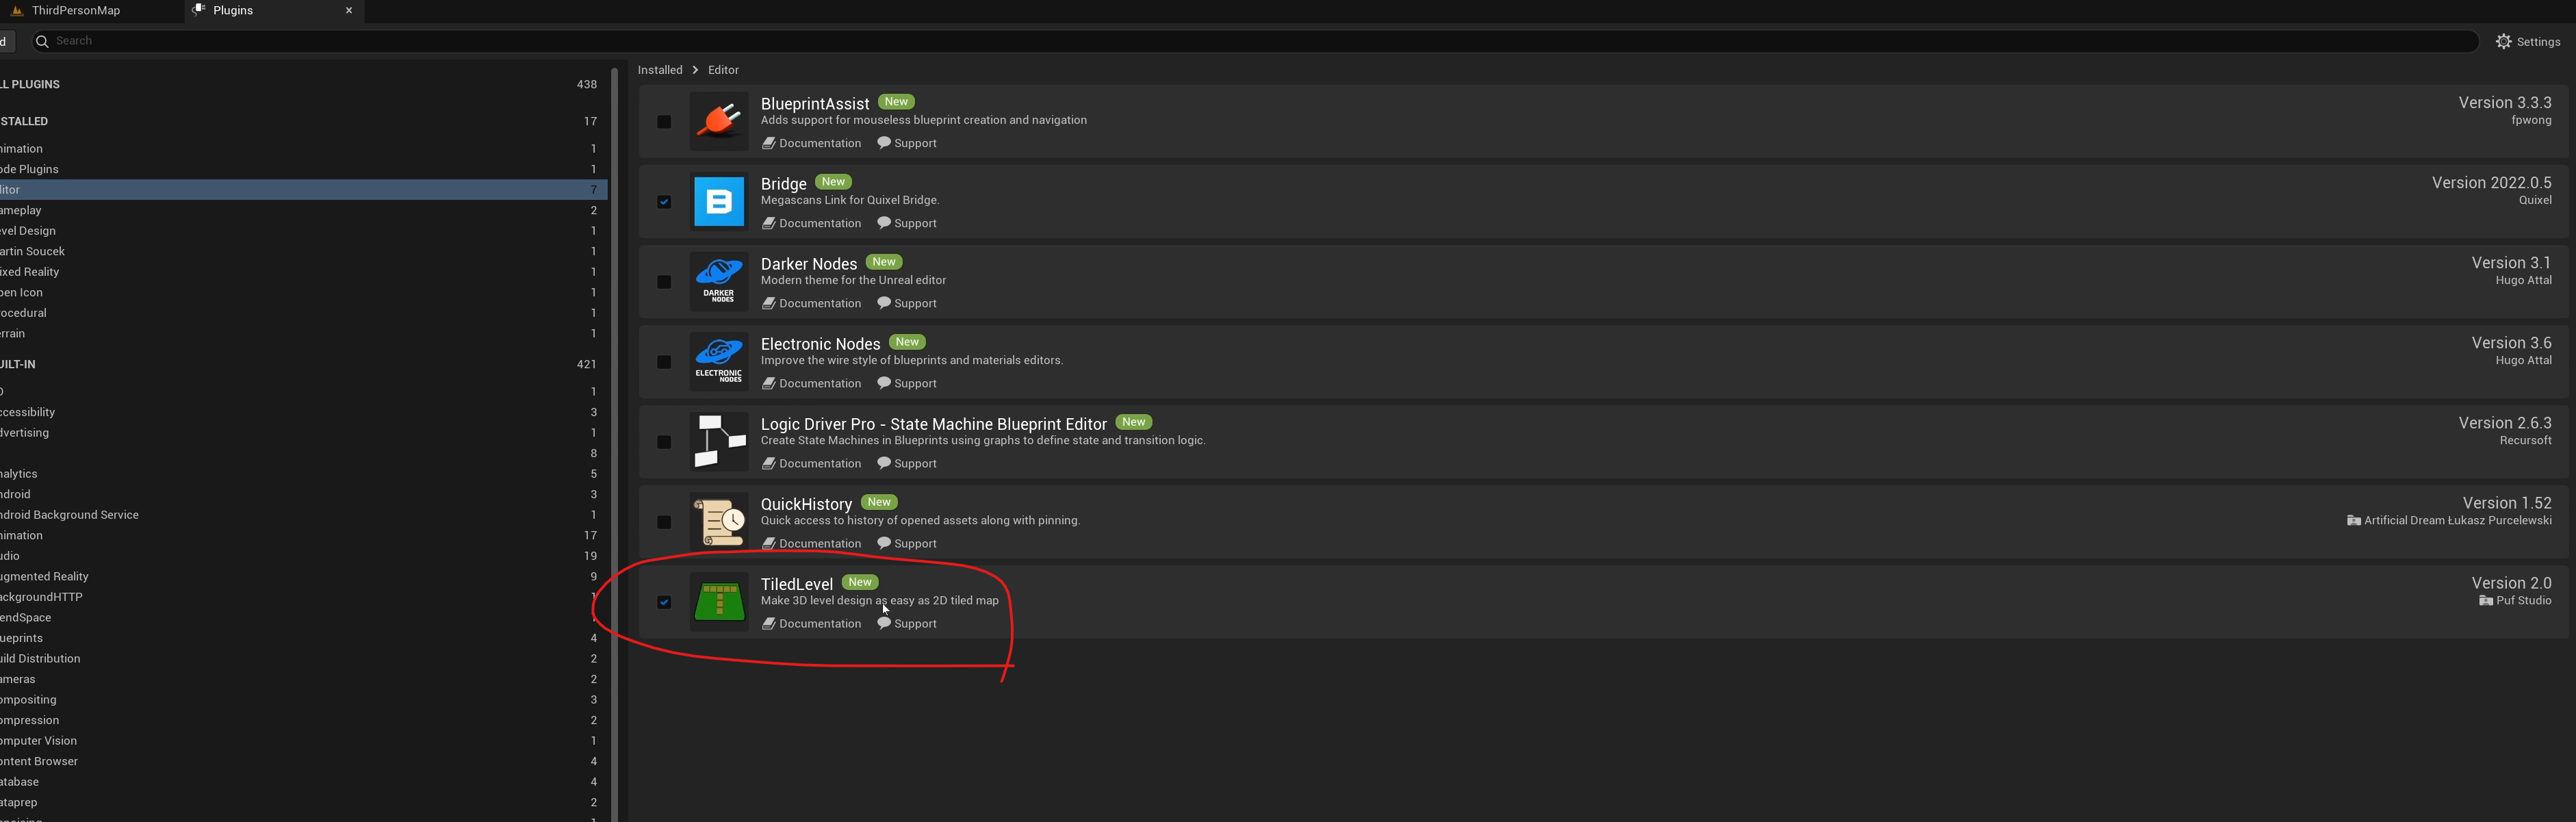 ThirdPersonMap
Plugins
d
Search
Settings
LL PLUGINS 438
STALLED 17
nimation 1
ode Plugins 1
ditor 7
ameplay 2
evel Design 1
artin Soucek 1
ixed Reality 1
pen Icon 1
rocedural 1
errain 1
UILT-IN 421
D 1
ccessibility 3
dvertising 1
8
nalytics 5
ndroid 3
ndroid Background Service 1
nimation 17
udio 19
ugmented Reality 9
ackgroundHTTP 1
lendSpace 1
ueprints 4
uild Distribution 2
ameras 2
ompositing 3
ompression 2
omputer Vision 1
ontent Browser 4
atabase 4
ataprep 2
Installed > Editor
BlueprintAssist New
Adds support for mouseless blueprint creation and navigation
Documentation Support
Version 3.3.3
fpwong
Bridge New
Megascans Link for Quixel Bridge.
Documentation Support
Version 2022.0.5
Quixel
DARKER
NODES
Darker Nodes New
Modern theme for the Unreal editor
Documentation Support
Version 3.1
Hugo Attal
ELECTRONIC
NODES
Electronic Nodes New
Improve the wire style of blueprints and materials editors.
Documentation Support
Version 3.6
Hugo Attal
Logic Driver Pro - State Machine Blueprint Editor New
Create State Machines in Blueprints using graphs to define state and transition logic.
Documentation Support
Version 2.6.3
Recursoft
QuickHistory New
Quick access to history of opened assets along with pinning.
Documentation Support
Version 1.52
Artificial Dream Łukasz Purcelewski
TiledLevel New
Make 3D level design as easy as 2D tiled map
Documentation Support
Version 2.0
Puf Studio